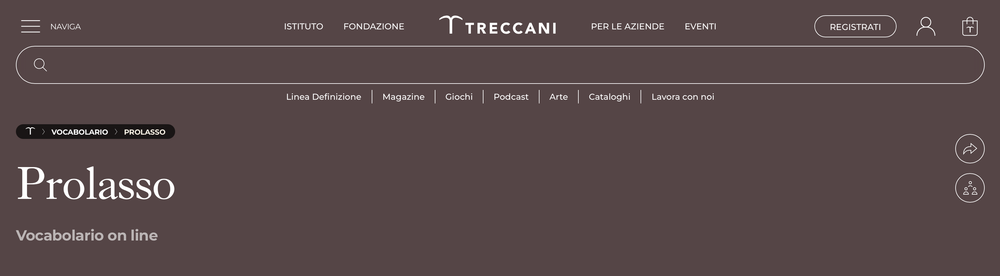 NAVIGA ISTITUTO FONDAZIONE TRECCANI PER LE AZIENDE EVENTI REGISTRATI
Linea Definizione Magazine Giochi Podcast Arte Cataloghi Lavora con noi
VOCABOLARIO PROLASSO
Prolasso
Vocabolario on line